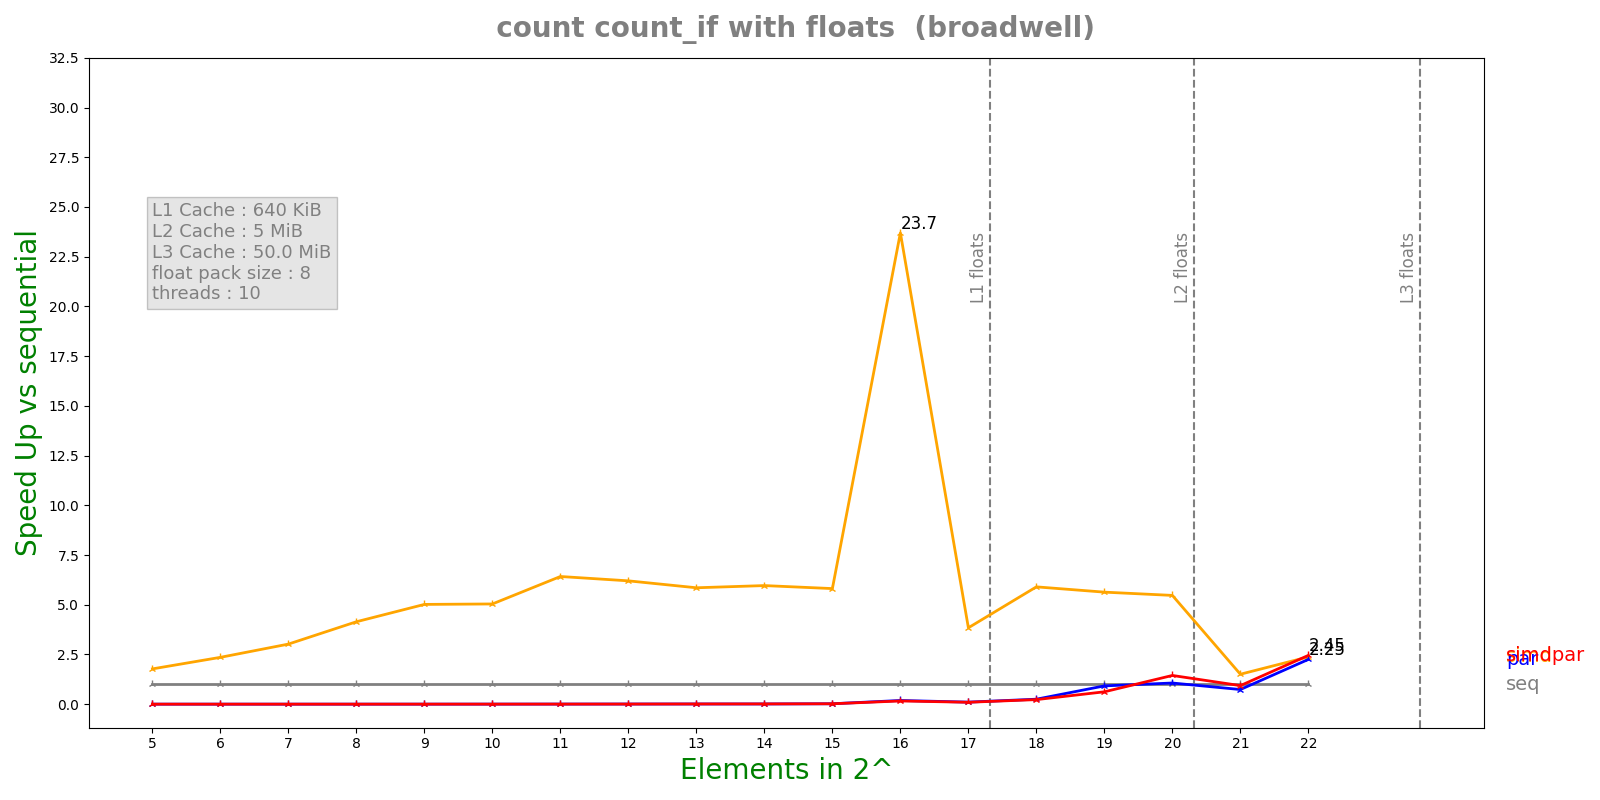 count count_if with floats (broadwell)
Speed Up vs sequential
32.5
30.0
27.5
25.0
22.5
20.0
17.5
15.0
12.5
10.0
7.5
5.0
2.5
0.0
L1 Cache : 640 KiB
L2 Cache : 5 MiB
L3 Cache : 50.0 MiB
float pack size : 8
threads : 10
23.7
L1 floats
L2 floats
L3 floats
2.45
2.25
simdpar
par
seq
5 6 7 8 9 10 11 12 13 14 15 16 17 18 19 20 21 22
Elements in 2^